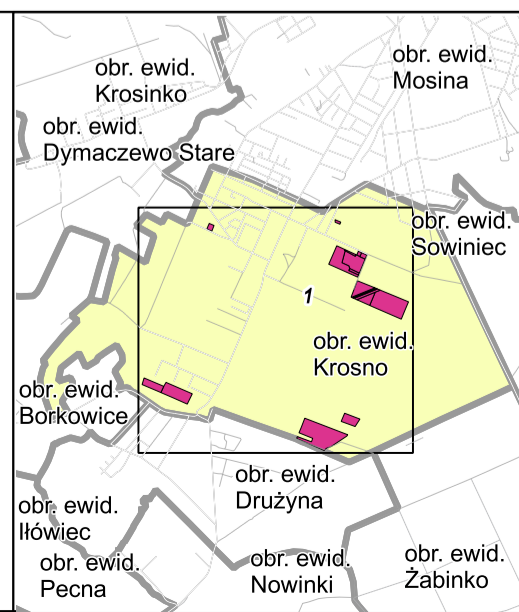 obr. ewid.
Krosinko
obr. ewid.
Mosina
obr. ewid.
Dymaczewo Stare
obr. ewid.
Sowiniec
1
obr. ewid.
Krosno
obr. ewid.
Borkowice
obr. ewid.
Drużyna
obr. ewid.
Iłówiec
obr. ewid.
Pecna
obr. ewid.
Nowinki
obr. ewid.
Żabinko